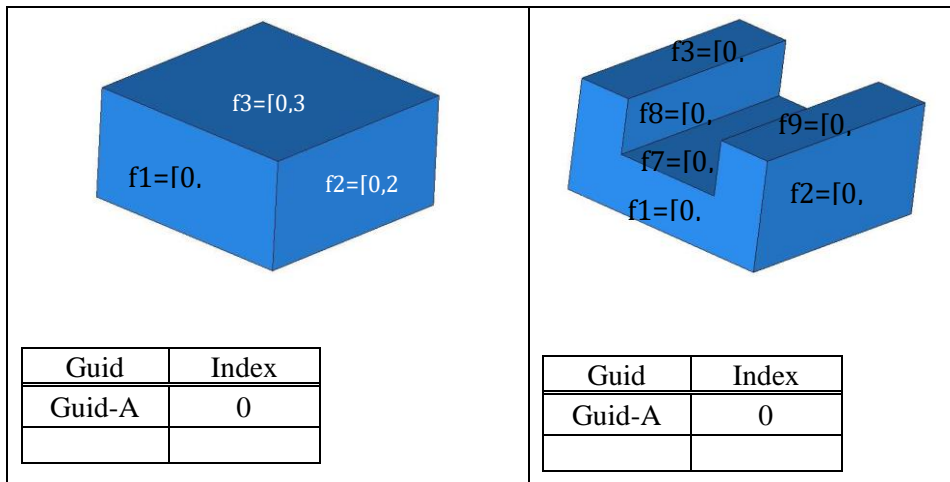 f3=[0,3
f1=[0,
f2=[0,2
Guid Index
Guid-A 0
f3=[0,
f8=[0,
f9=[0,
f7=[0,
f1=[0,
f2=[0,
Guid Index
Guid-A 0